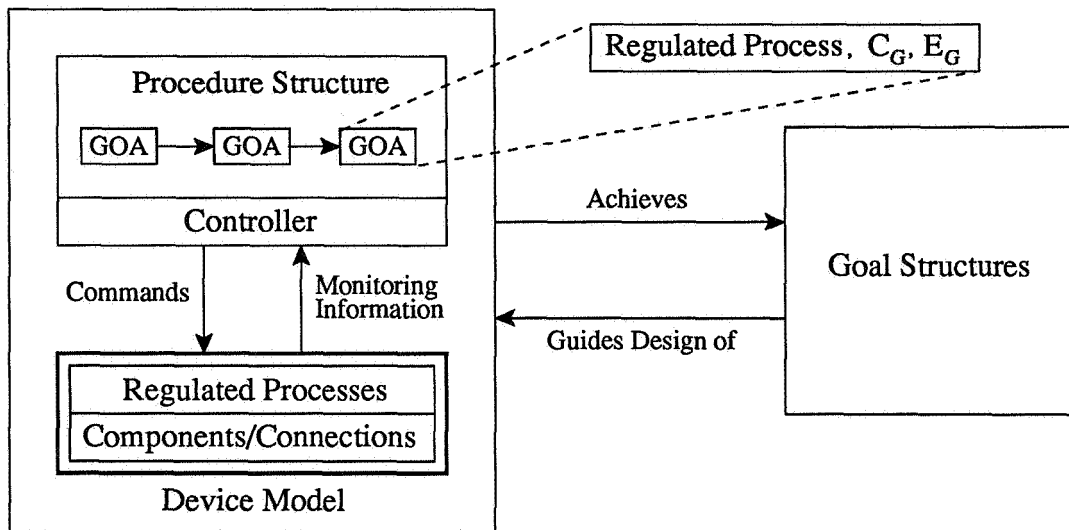 Regulated Process, C_G, E_G
Procedure Structure
GOA
GOA
GOA
Controller
Commands
Monitoring
Information
Regulated Processes
Components/Connections
Device Model
Achieves
Guides Design of
Goal Structures